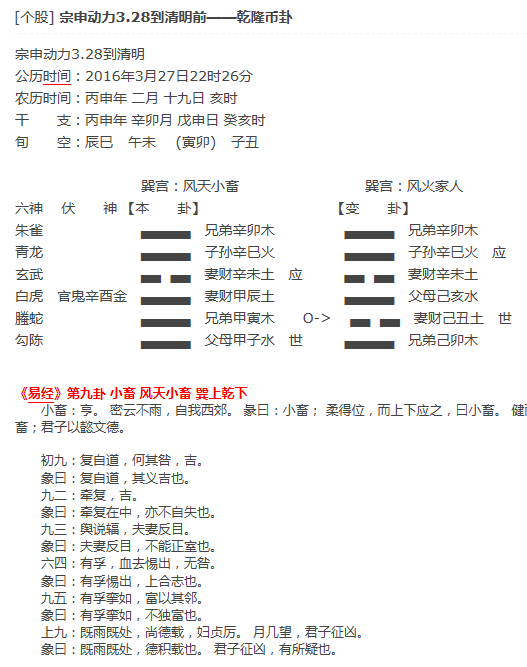 [个股] 宗申动力3.28到清明前——乾隆币卦
宗申动力3.28到清明
公历时间：2016年3月27日22时26分
农历时间：丙申年 二月 十九日 亥时
干　　支：丙申年 辛卯月 戊申日 癸亥时
旬　　空：辰巳　午未　(寅卯)　子丑
巽宫：风天小畜　　巽宫：风火家人
六神　伏　　神 【本　　卦】　【变　　卦】
朱雀　兄弟辛卯木　兄弟辛卯木
青龙　子孙辛巳火　子孙辛巳火　应
玄武　妻财辛未土　应　妻财辛未土
白虎　官鬼辛酉金　妻财甲辰土　父母己亥水
螣蛇　兄弟甲寅木　O->　妻财己丑土　世
勾陈　父母甲子水　世　兄弟己卯木
《易经》第九卦 小畜 风天小畜 巽上乾下
小畜：亨。 密云不雨，自我西郊。 彖曰：小畜； 柔得位，而上下应之，曰小畜。 健
畜；君子以懿文德。
初九：复自道，何其咎，吉。
象曰：复自道，其义吉也。
九二：牵复，吉。
象曰：牵复在中，亦不自失也。
九三：舆说辐，夫妻反目。
象曰：夫妻反目，不能正室也。
六四：有孚，血去惕出，无咎。
象曰：有孚惕出，上合志也。
九五：有孚挛如，富以其邻。
象曰：有孚挛如，不独富也。
上九：既雨既处，尚德载，妇贞厉。 月几望，君子征凶。
象曰：既雨既处，德积载也。 君子征凶，有所疑也。